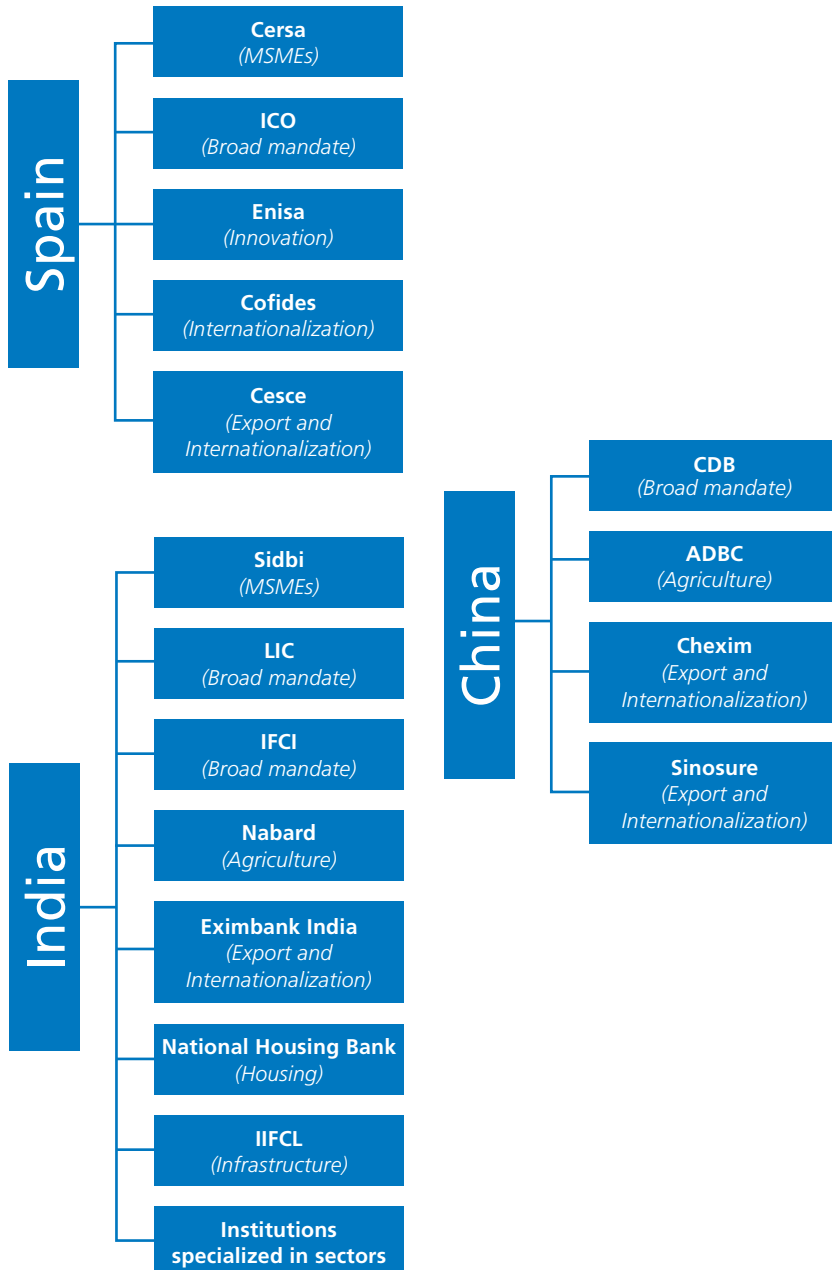 Spain
Cersa
(MSMEs)
ICO
(Broad mandate)
Enisa
(Innovation)
Cofides
(Internationalization)
Cesce
(Export and
Internationalization)
India
Sidbi
(MSMEs)
LIC
(Broad mandate)
IFCI
(Broad mandate)
Nabard
(Agriculture)
Eximbank India
(Export and
Internationalization)
National Housing Bank
(Housing)
IIFCL
(Infrastructure)
Institutions
specialized in sectors
China
CDB
(Broad mandate)
ADBC
(Agriculture)
Chexim
(Export and
Internationalization)
Sinosure
(Export and
Internationalization)